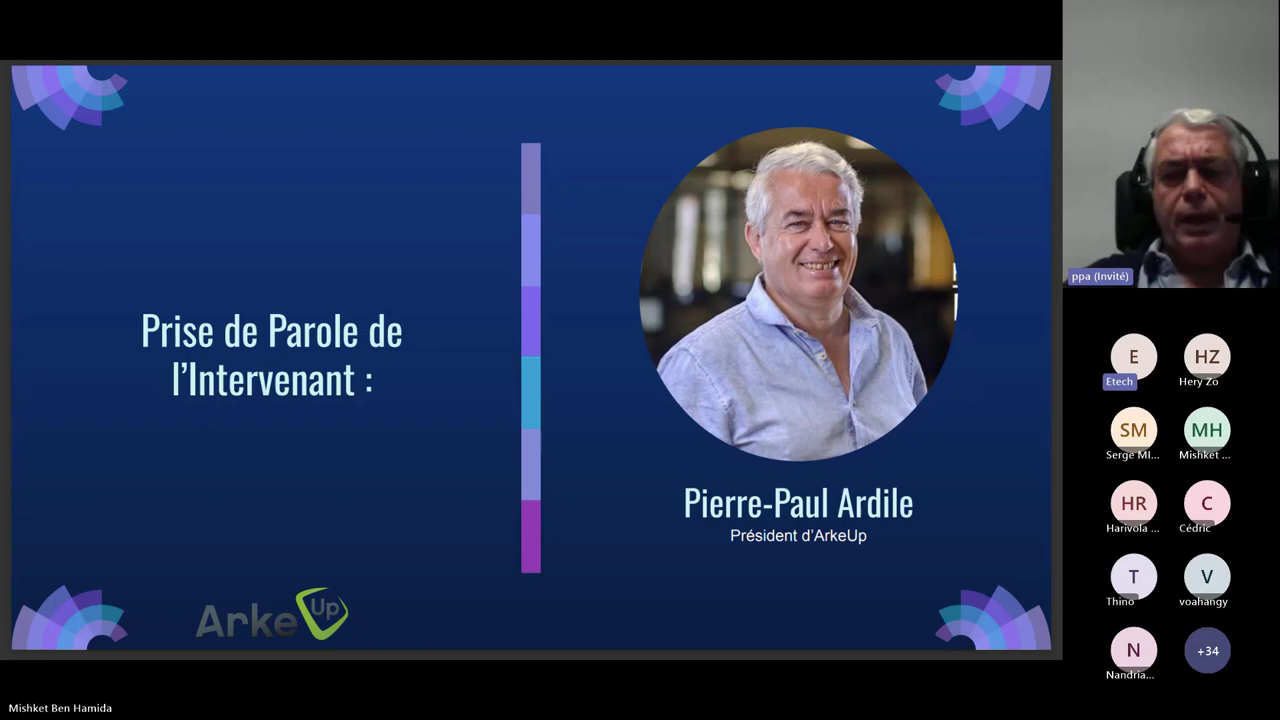 Prise de Parole de
l’Intervenant :
Pierre-Paul Ardile
Président d’ArkeUp
Arke Up
ppa (Invité)
E
HZ
Etech
Hery Zo
SM
MH
Serge MI...
Mishket ...
HR
C
Harivola ...
Cédric
T
V
Thino
voahangy
N
+34
Nandria...
Mishket Ben Hamida